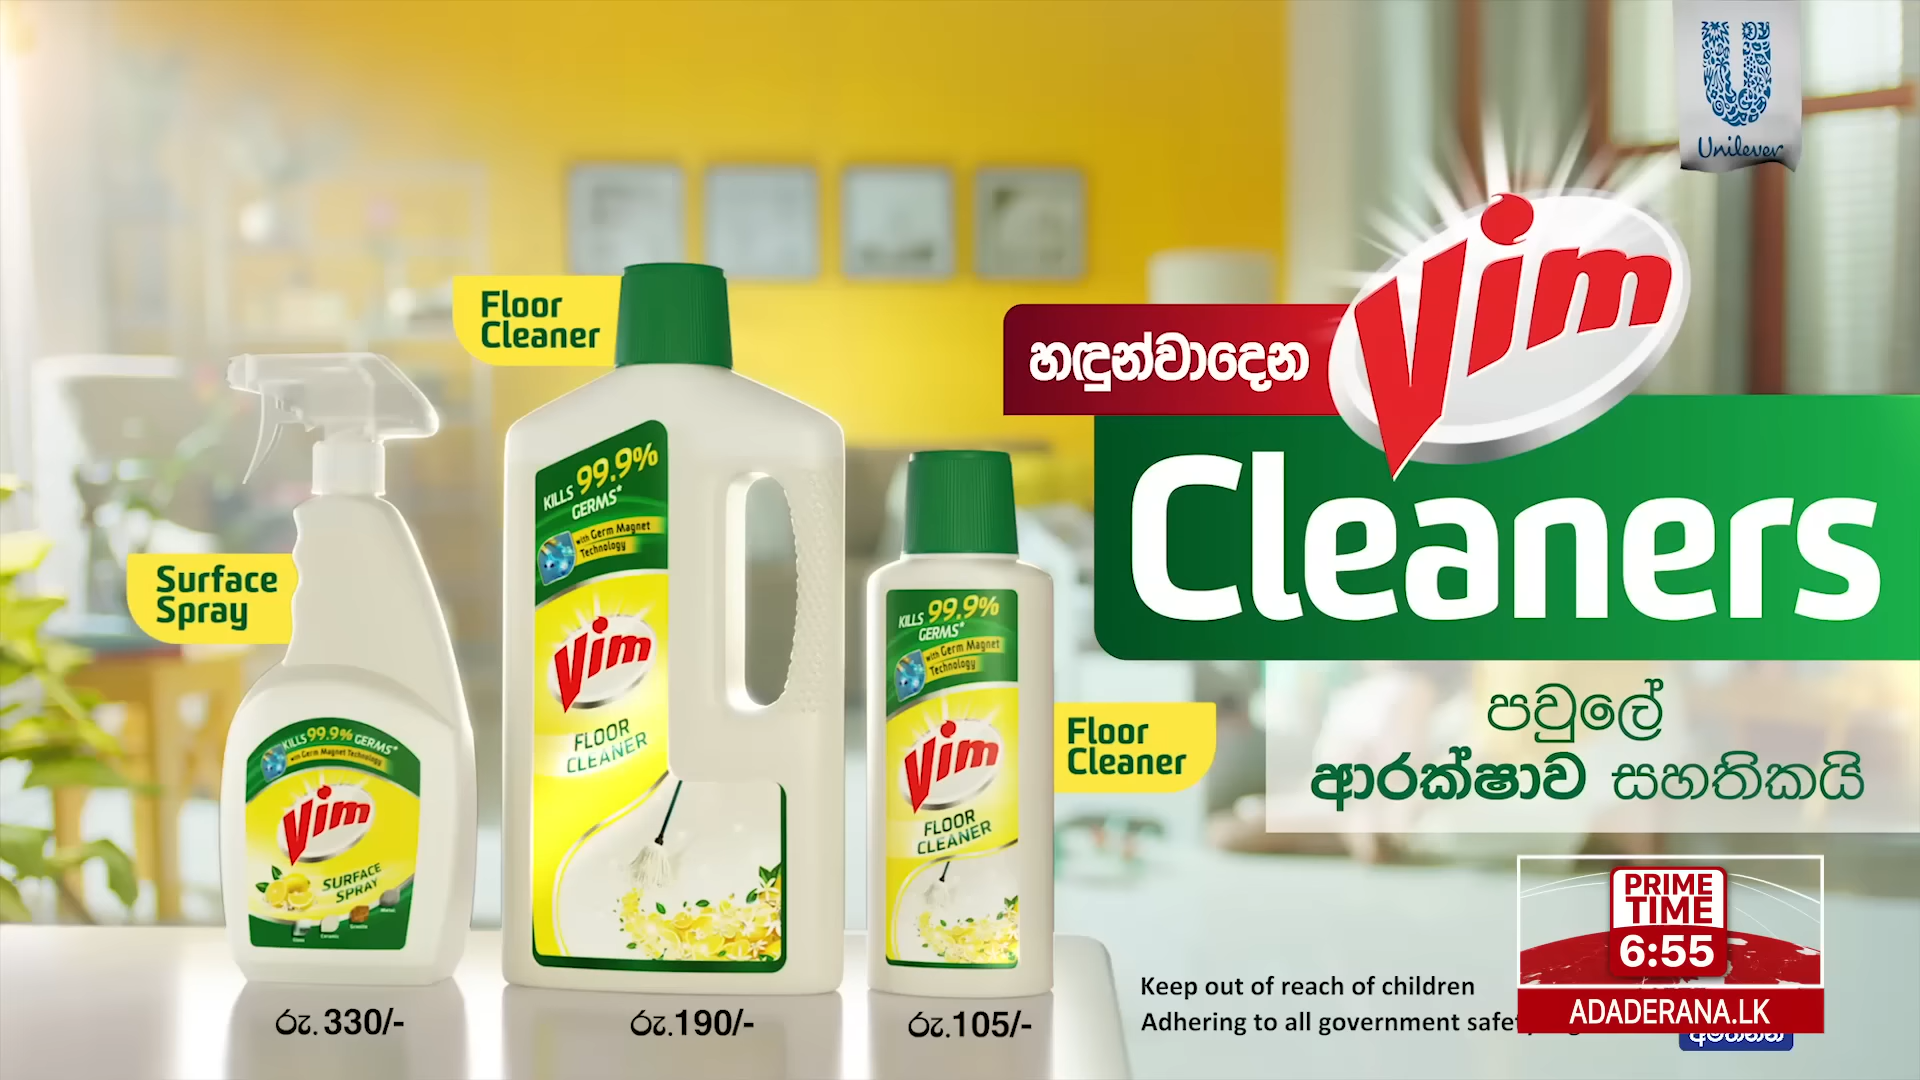 Unilever
Vim
හඳුන්වාදෙන
Cleaners
පවුලේ
ආරක්ෂාව සහතිකයි
Floor
Cleaner
Surface
Spray
Floor
Cleaner
KILLS 99.9% GERMS*
with Germ Magnet Technology
Vim
SURFACE
SPRAY
KILLS 99.9%
GERMS*
with Germ Magnet
Technology
Vim
FLOOR
CLEANER
KILLS 99.9%
GERMS*
with Germ Magnet
Technology
Vim
FLOOR
CLEANER
රු. 330/-
රු.190/-
රු.105/-
Keep out of reach of children
Adhering to all government
PRIME
TIME
6:55
ADADERANA.LK